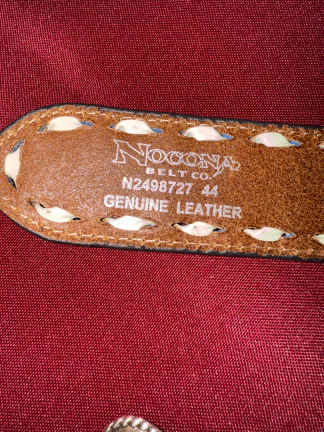 NOCONA
BELT CO.
N2498727 44
GENUINE LEATHER